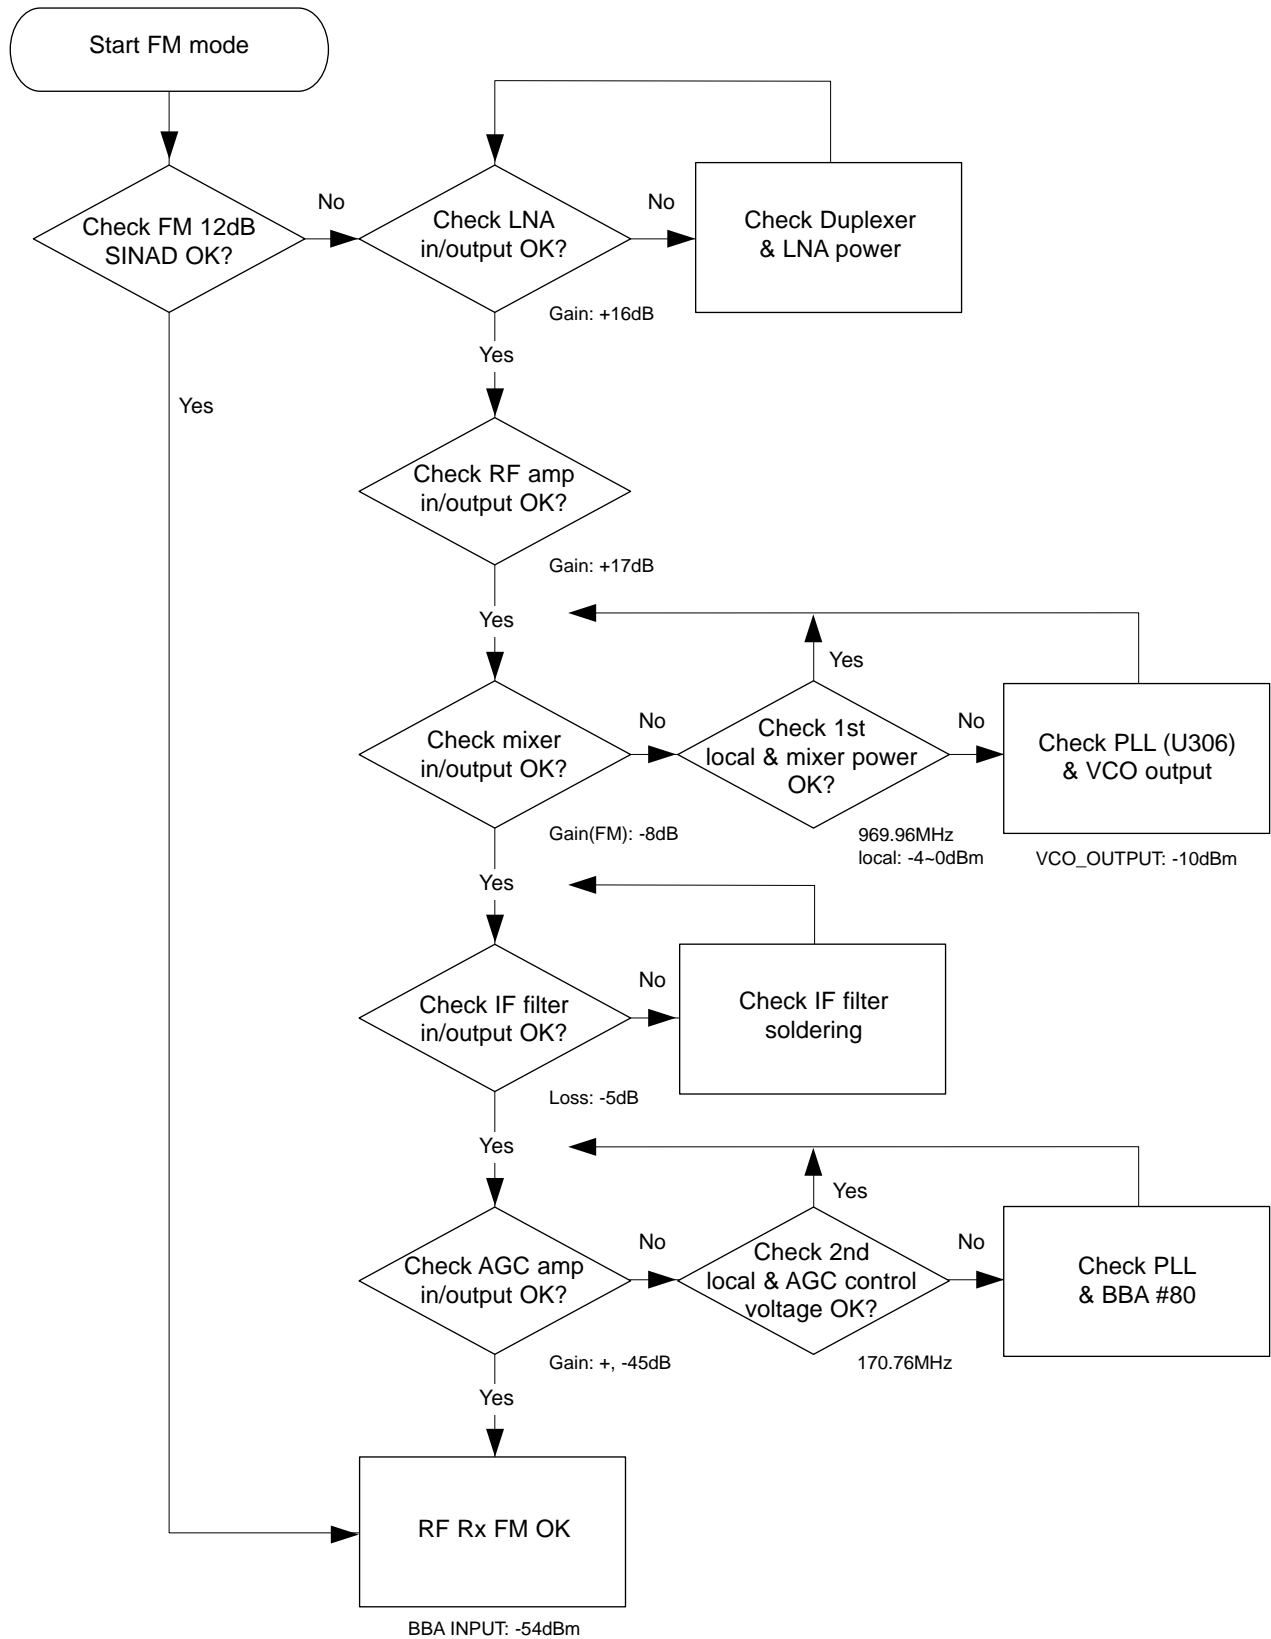 Start FM mode
Check FM 12dB
SINAD OK?
No
Check LNA
in/output OK?
No
Check Duplexer
& LNA power
Gain: +16dB
Yes
Yes
Check RF amp
in/output OK?
Gain: +17dB
Yes
Yes
Check mixer
in/output OK?
No
Check 1st
local & mixer power
OK?
No
Check PLL (U306)
& VCO output
Gain(FM): -8dB
969.96MHz
local: -4~0dBm
VCO_OUTPUT: -10dBm
Yes
Check IF filter
in/output OK?
No
Check IF filter
soldering
Loss: -5dB
Yes
Yes
Check AGC amp
in/output OK?
No
Check 2nd
local & AGC control
voltage OK?
No
Check PLL
& BBA #80
Gain: +, -45dB
170.76MHz
Yes
RF Rx FM OK
BBA INPUT: -54dBm